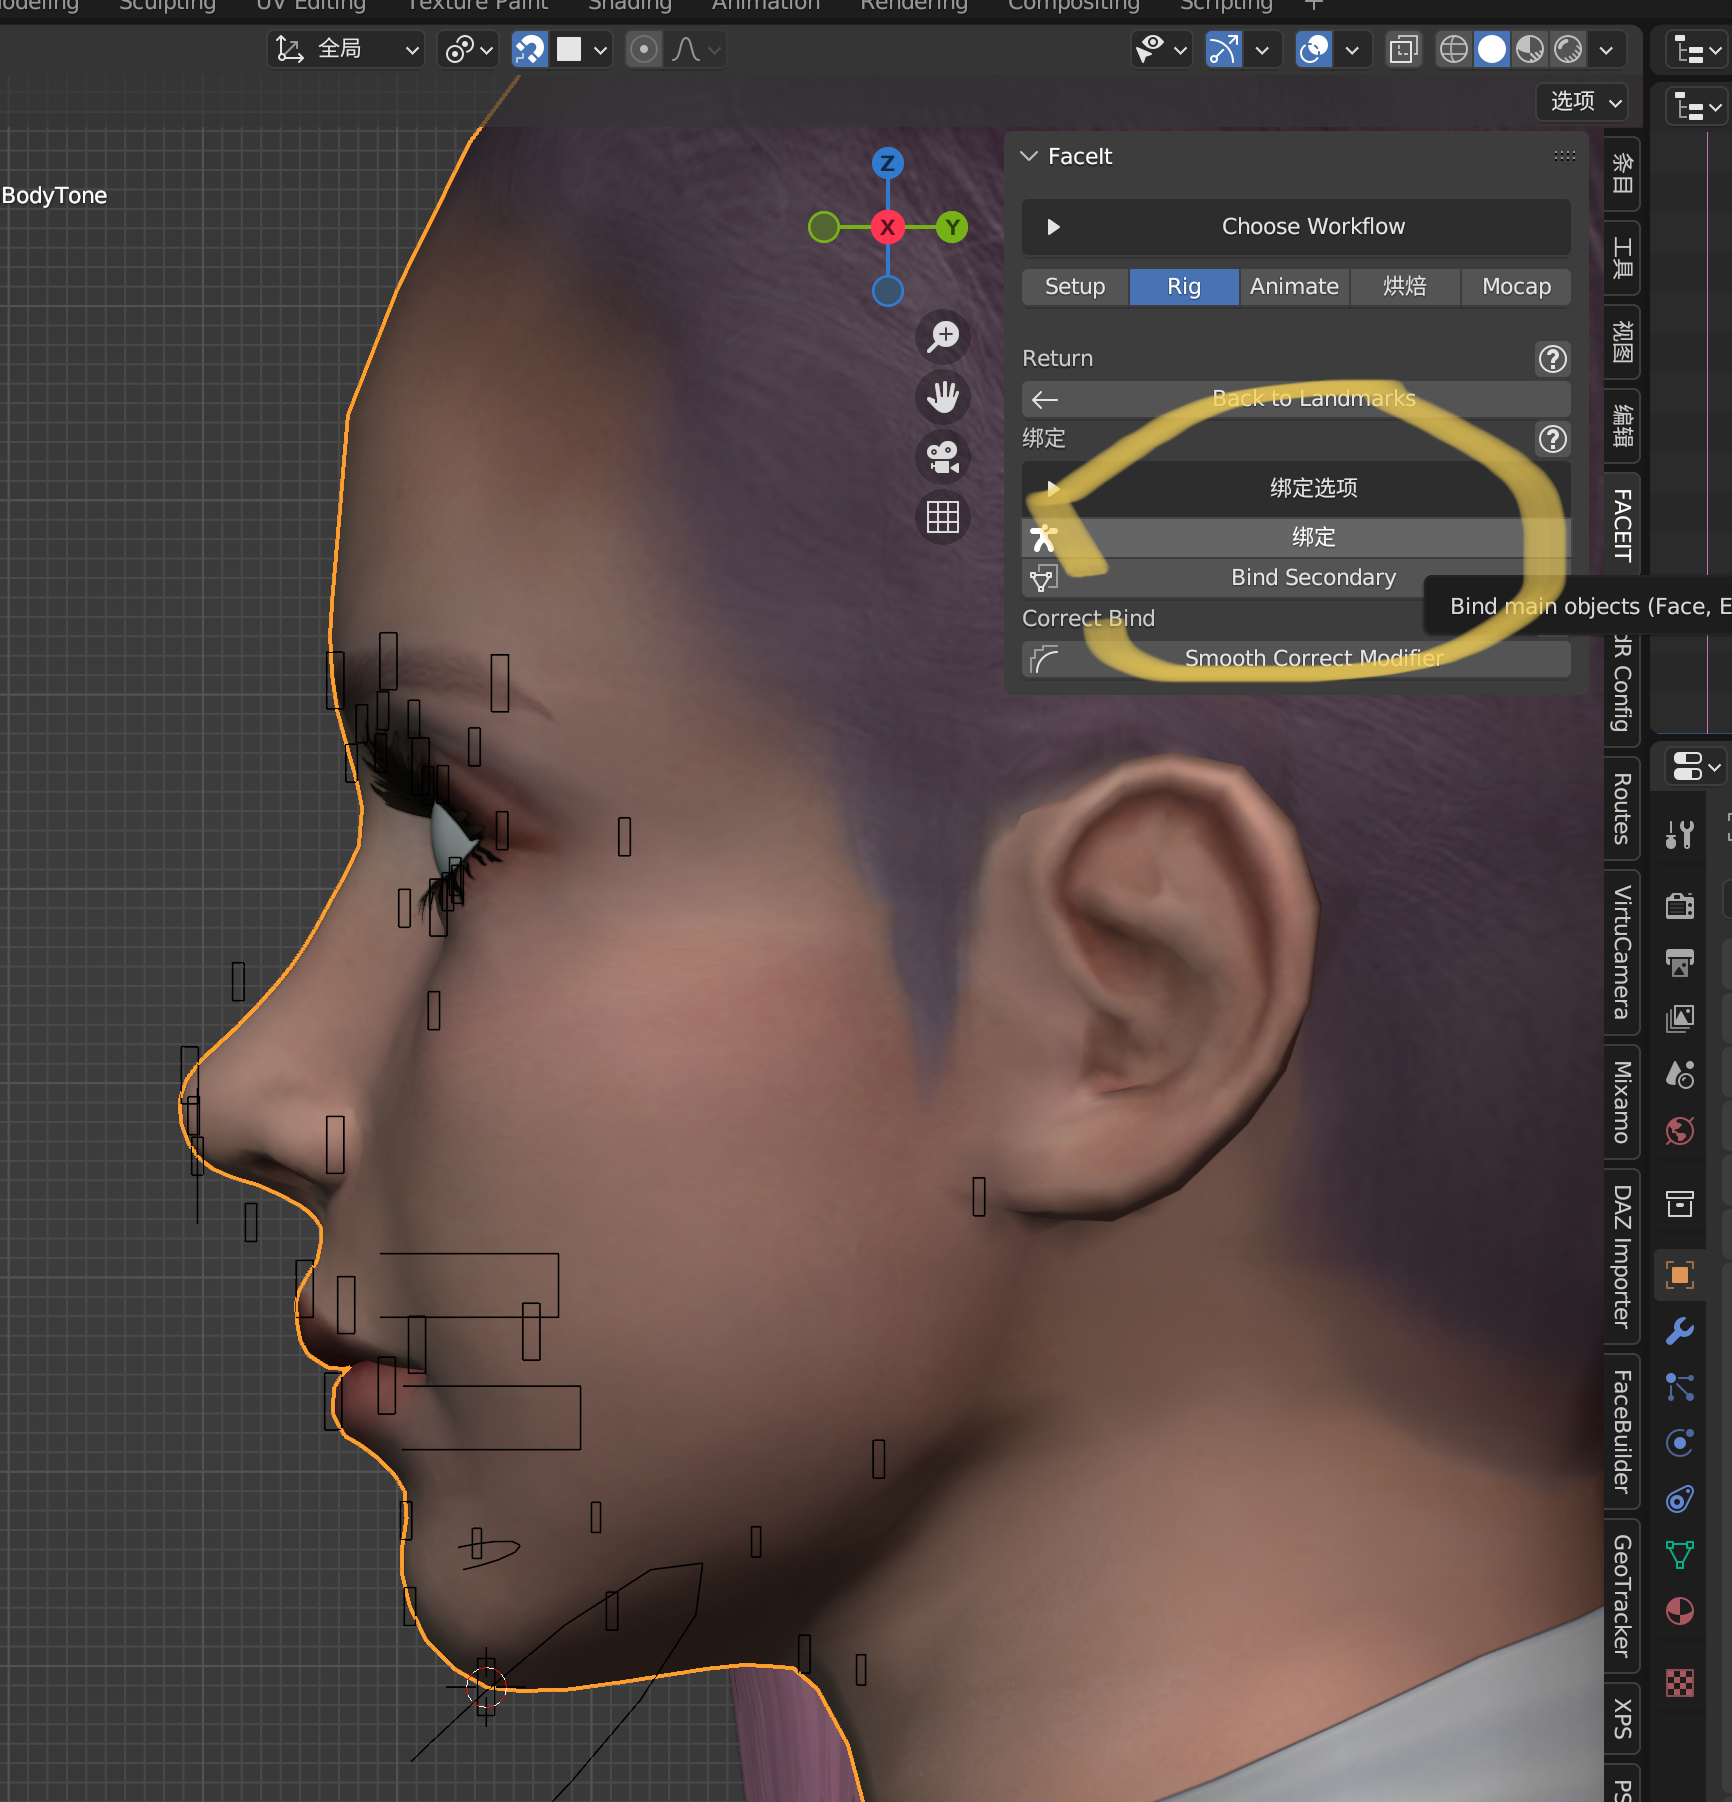 Sculpting
UV Editing
Texture Paint
Shading
Animation
Rendering
Compositing
Scripting
+
全局
选项
BodyTone
Z
X
Y
FaceIt
Choose Workflow
Setup
Rig
Animate
烘焙
Mocap
Return
?
Back to Landmarks
绑定
?
绑定选项
绑定
Bind Secondary
Bind main objects (Face, E
Correct Bind
Smooth Correct Modifier
条目
工具
视图
编辑
FACEIT
Config
Routes
VirtuCamera
Mixamo
DAZ Importer
FaceBuilder
GeoTracker
XPS
PS